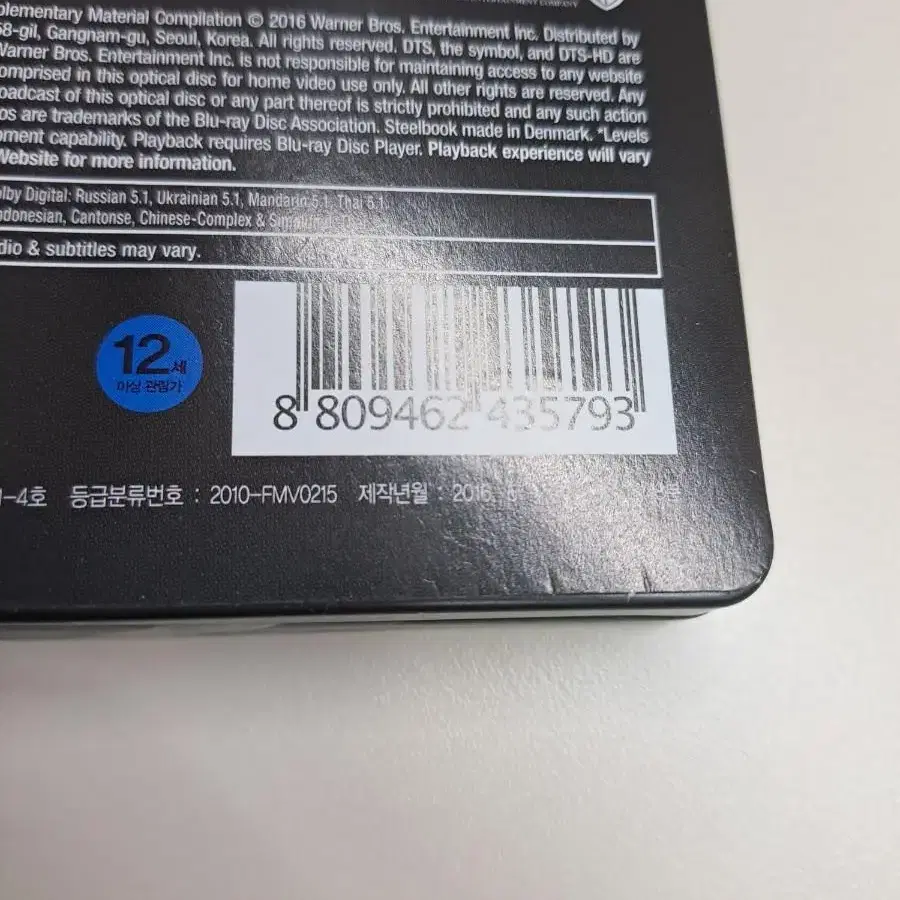 ENTERTAINMENT COMPANY
plementary Material Compilation © 2016 Warner Bros. Entertainment Inc. Distributed by
58-gil, Gangnam-gu, Seoul, Korea. All rights reserved. DTS, the symbol, and DTS-HD are
Warner Bros. Entertainment Inc. is not responsible for maintaining access to any website
omprised in this optical disc for home video use only. All other rights are reserved. Any
oadcast of this optical disc or any part thereof is strictly prohibited and any such action
os are trademarks of the Blu-ray Disc Association. Steelbook made in Denmark. *Levels
pment capability. Playback requires Blu-ray Disc Player. Playback experience will vary
Website for more information.
lby Digital: Russian 5.1, Ukrainian 5.1, Mandarin 5.1, Thai 5.1
ndonesian, Cantonse, Chinese-Complex &
dio & subtitles may vary.
12세
이상 관람가
8 809462 435793
-4호 등급분류번호 : 2010-FMV0215 제작년월 : 2016.